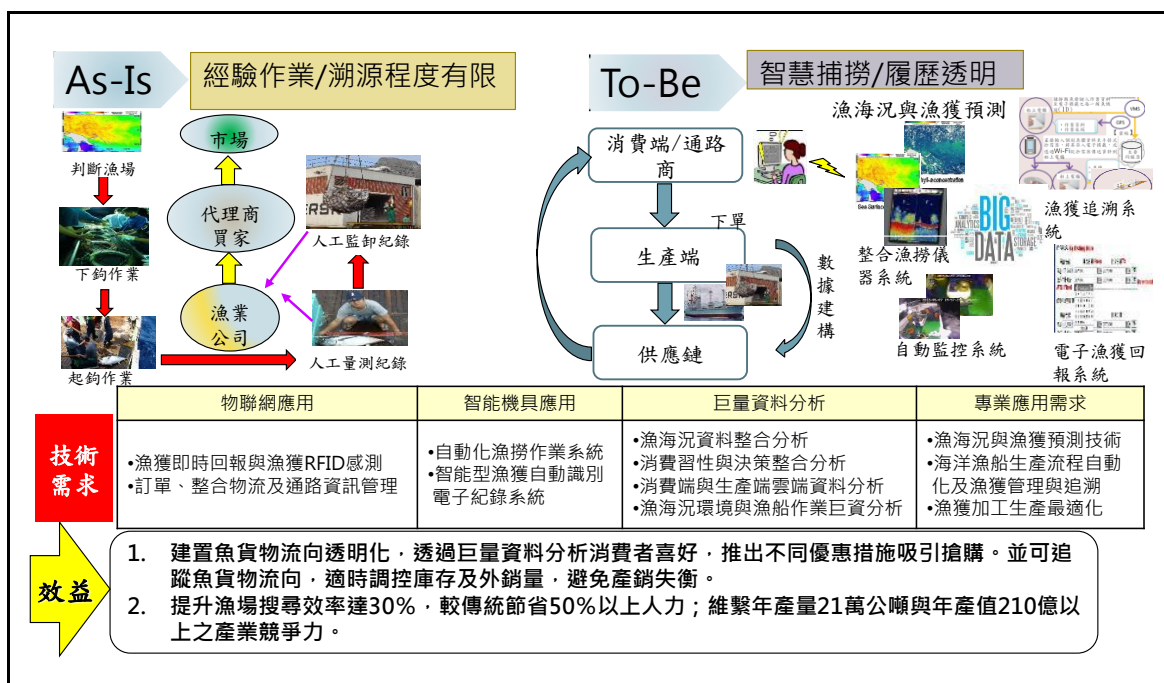 As-Is
經驗作業/溯源程度有限
判斷漁場
下鉤作業
起鉤作業
市場
代理商
買家
漁業
公司
人工監卸紀錄
人工量測紀錄
To-Be
智慧捕撈/履歷透明
消費端/通路
商
下單
生產端
供應鏈
數據建構
漁海況與漁獲預測
整合漁撈儀
器系統
自動監控系統
BIG
DATA
VMS
GPS
漁獲追溯系
統
電子漁獲回
報系統
技術
需求
物聯網應用
智能機具應用
巨量資料分析
專業應用需求
•漁獲即時回報與漁獲RFID感測
•訂單、整合物流及通路資訊管理
•自動化漁撈作業系統
•智能型漁獲自動識別
電子紀錄系統
•漁海況資料整合分析
•消費習性與決策整合分析
•消費端與生產端雲端資料分析
•漁海況環境與漁船作業巨資分析
•漁海況與漁獲預測技術
•海洋漁船生產流程自動
化及漁獲管理與追溯
•漁獲加工生產最適化
效益
1. 建置魚貨物流向透明化，透過巨量資料分析消費者喜好，推出不同優惠措施吸引搶購。並可追
蹤魚貨物流向，適時調控庫存及外銷量，避免產銷失衡。
2. 提升漁場搜尋效率達30%，較傳統節省50%以上人力；維繫年產量21萬公噸與年產值210億以
上之產業競爭力。